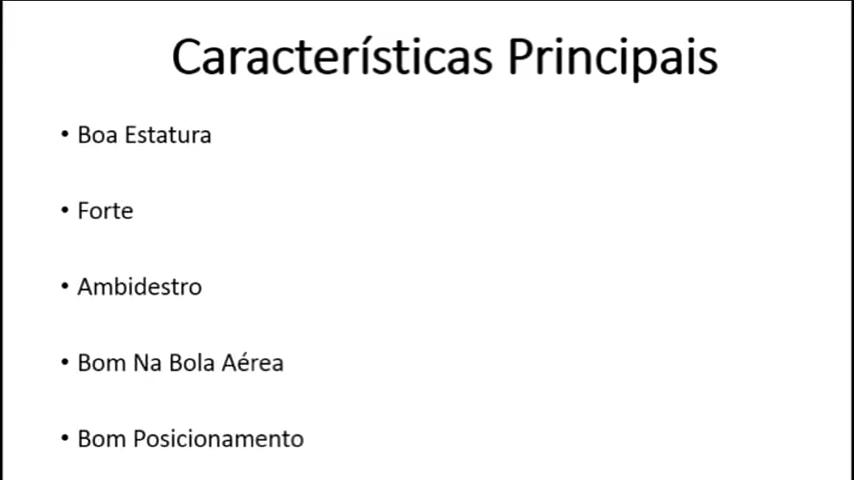 Características Principais
• Boa Estatura
• Forte
• Ambidestro
• Bom Na Bola Aérea
• Bom Posicionamento